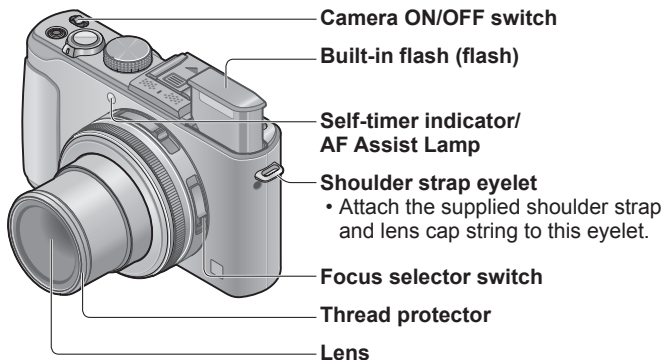 Camera ON/OFF switch
Built-in flash (flash)
Self-timer indicator/
AF Assist Lamp
Shoulder strap eyelet
• Attach the supplied shoulder strap
and lens cap string to this eyelet.
Focus selector switch
Thread protector
Lens